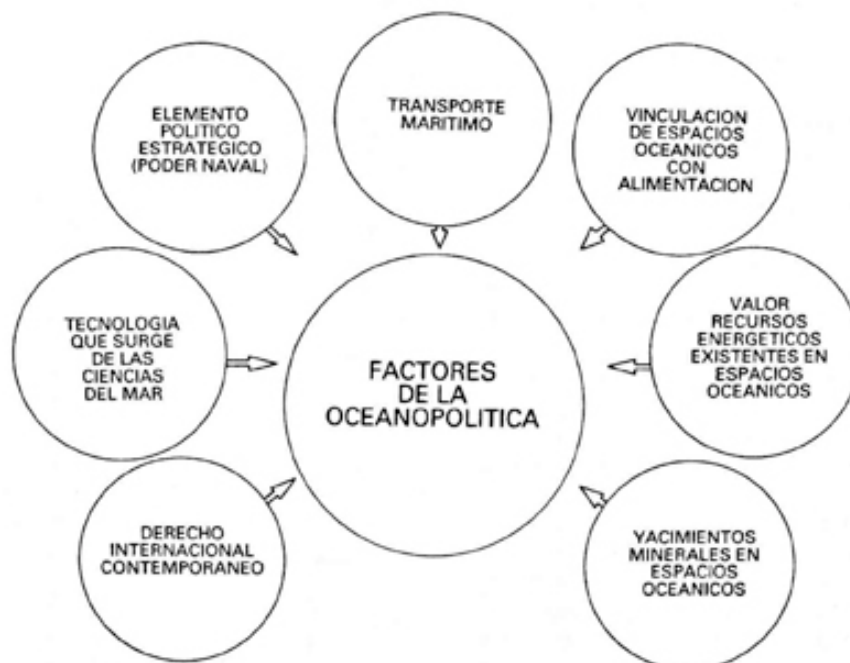 ELEMENTO
POLITICO
ESTRATEGICO
(PODER NAVAL)
TRANSPORTE
MARITIMO
VINCULACION
DE ESPACIOS
OCEANICOS
CON
ALIMENTACION
TECNOLOGIA
QUE SURGE
DE LAS
CIENCIAS
DEL MAR
FACTORES
DE LA
OCEANOPOLITICA
VALOR
RECURSOS
ENERGETICOS
EXISTENTES EN
ESPACIOS
OCEANICOS
DERECHO
INTERNACIONAL
CONTEMPORANEO
YACIMIENTOS
MINERALES EN
ESPACIOS
OCEANICOS